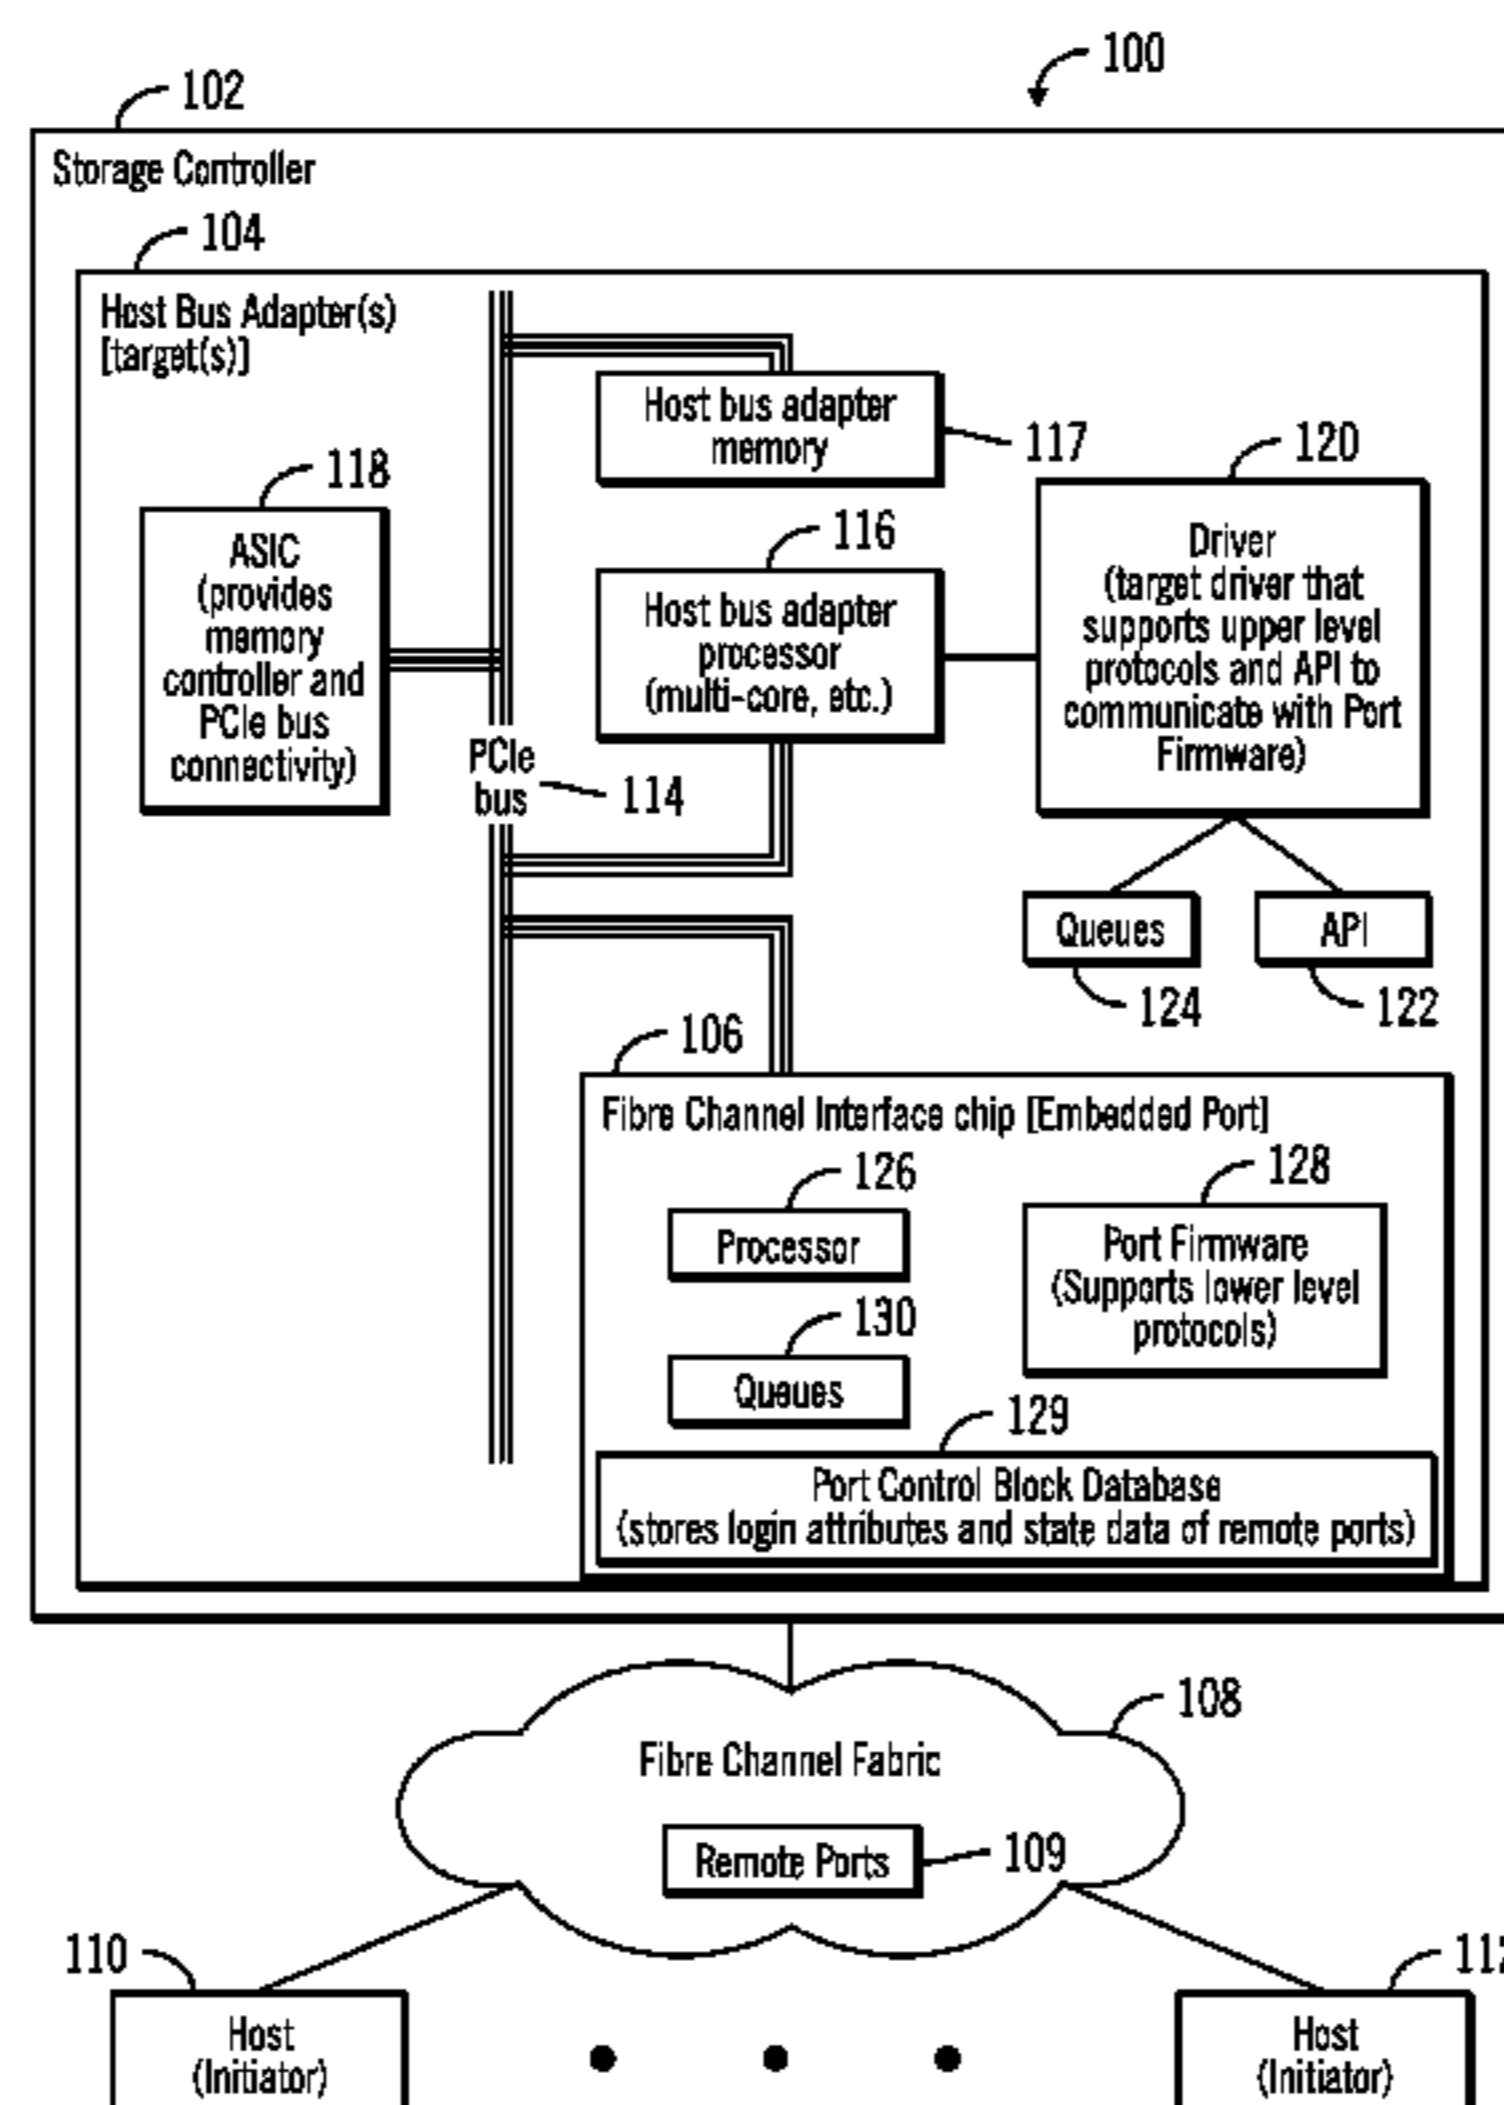 100
102
Storage Controller
104
Host Bus Adapter(s)
[target(s)]
Host bus adapter
memory
117
118
ASIC
(provides
memory
controller and
PCIe bus
connectivity)
116
Host bus adapter
processor
(multi-core, etc.)
120
Driver
(target driver that
supports upper level
protocols and API to
communicate with Port
Firmware)
PCIe
bus
114
Queues
124
API
122
106
Fibre Channel Interface chip [Embedded Port]
126
Processor
128
Port Firmware
(Supports lower level
protocols)
130
Queues
129
Port Control Block Database
(stores login attributes and state data of remote ports)
108
Fibre Channel Fabric
Remote Ports
109
110
Host
(Initiator)
112
Host
(Initiator)